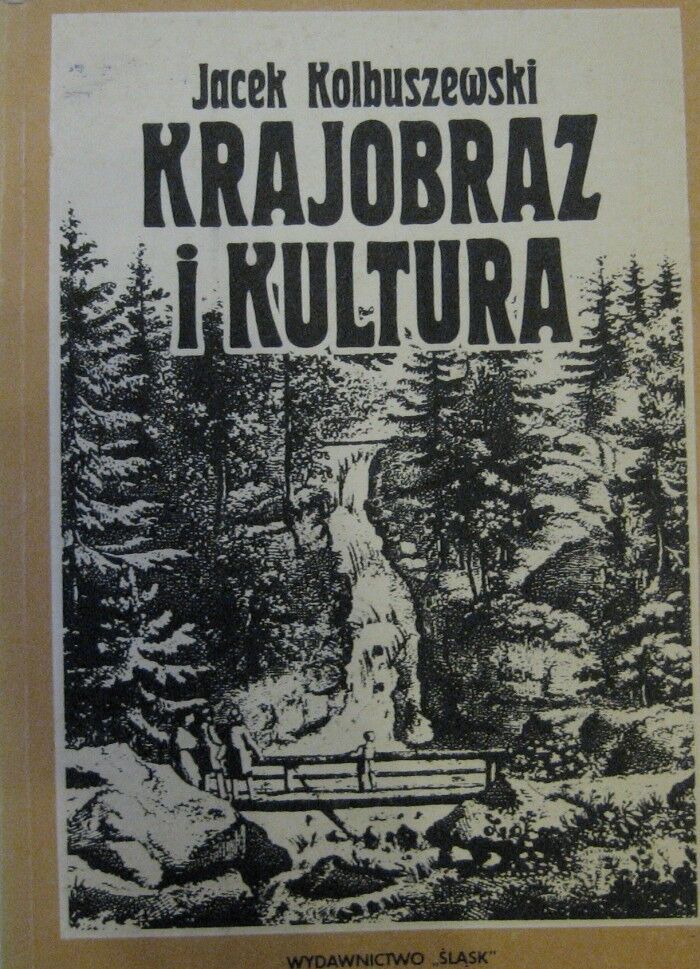 Jacek Kolbuszewski
KRAJOBRAZ
i KULTURA
WYDAWNICTWO „ŚLĄSK”